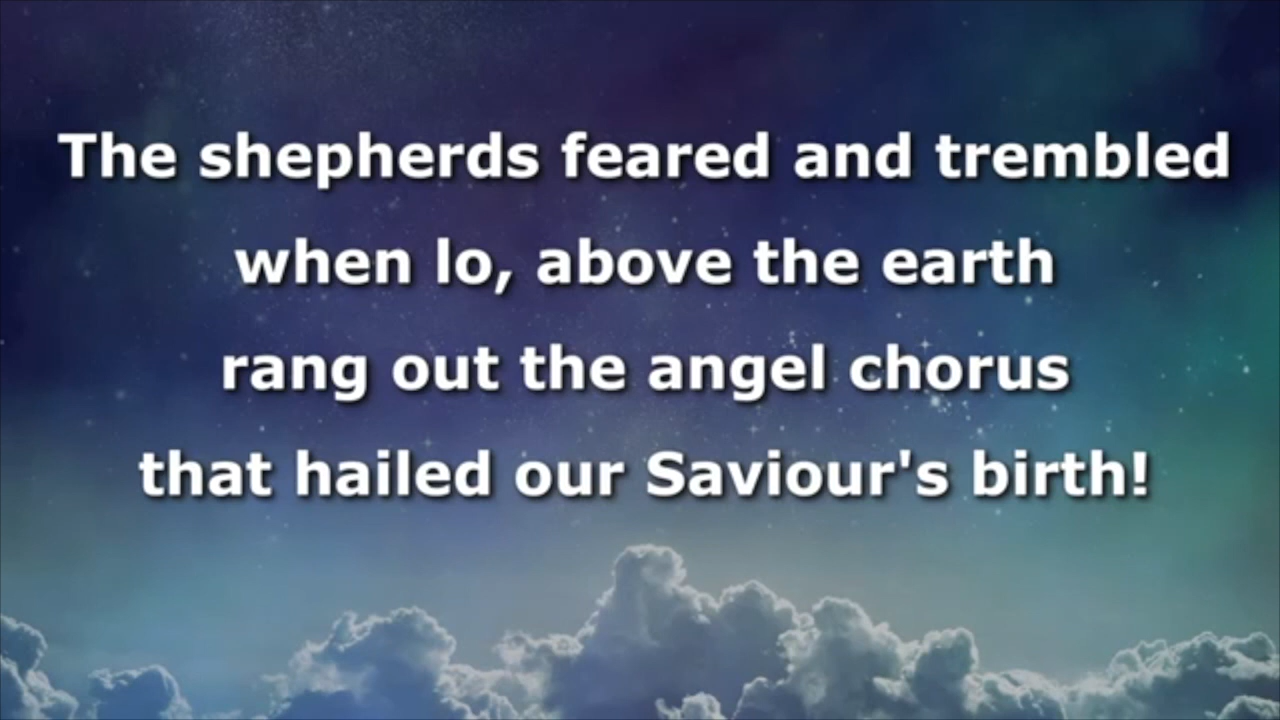 The shepherds feared and trembled
when lo, above the earth
rang out the angel chorus
that hailed our Saviour's birth!